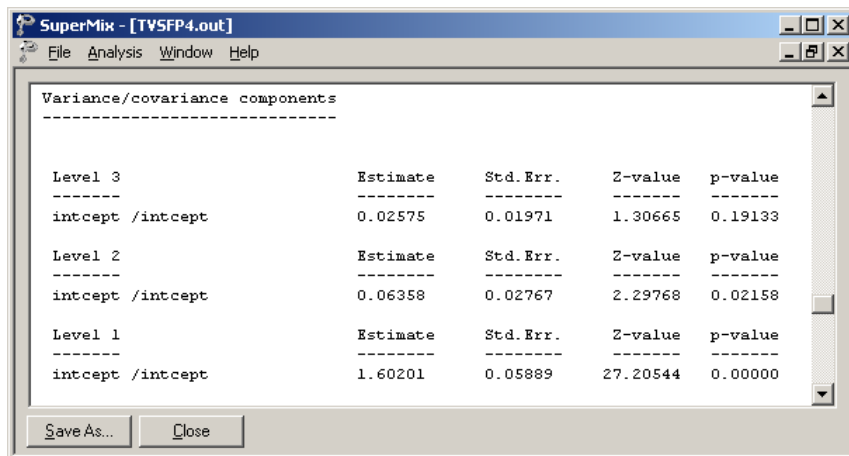 SuperMix - [TVSFP4.out]
File Analysis Window Help
Variance/covariance components
------------------------------
Level 3 Estimate Std.Err. Z-value p-value
------- -------- -------- ------- -------
intcept /intcept 0.02575 0.01971 1.30665 0.19133
Level 2 Estimate Std.Err. Z-value p-value
------- -------- -------- ------- -------
intcept /intcept 0.06358 0.02767 2.29768 0.02158
Level 1 Estimate Std.Err. Z-value p-value
------- -------- -------- ------- -------
intcept /intcept 1.60201 0.05889 27.20544 0.00000
Save As... Close